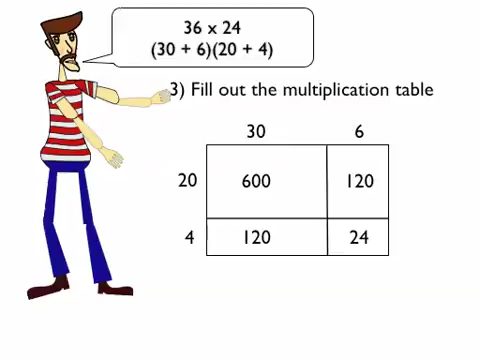 36 x 24
(30 + 6)(20 + 4)
3) Fill out the multiplication table
30 6
20 600 120
4 120 24